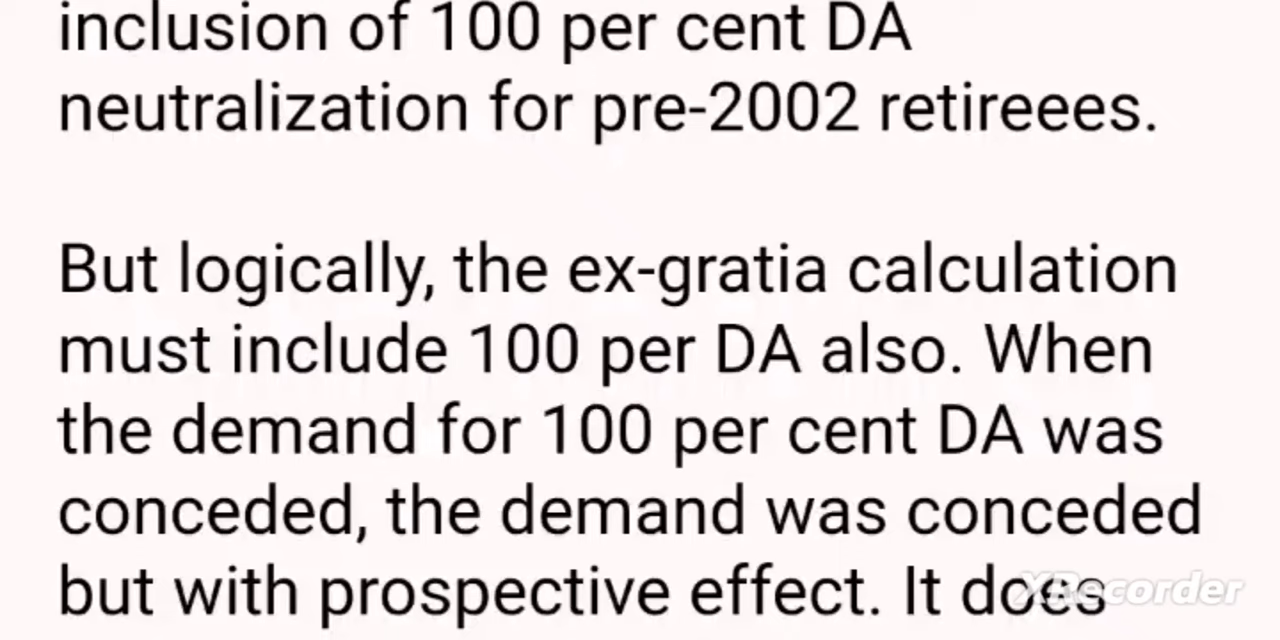 inclusion of 100 per cent DA
neutralization for pre-2002 retireees.
But logically, the ex-gratia calculation
must include 100 per DA also. When
the demand for 100 per cent DA was
conceded, the demand was conceded
but with prospective effect. It does
XRecorder